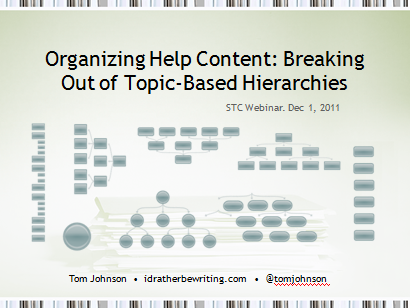 Organizing Help Content: Breaking
Out of Topic-Based Hierarchies
STC Webinar. Dec 1, 2011
Tom Johnson • idratherbewriting.com • @tomjohnson